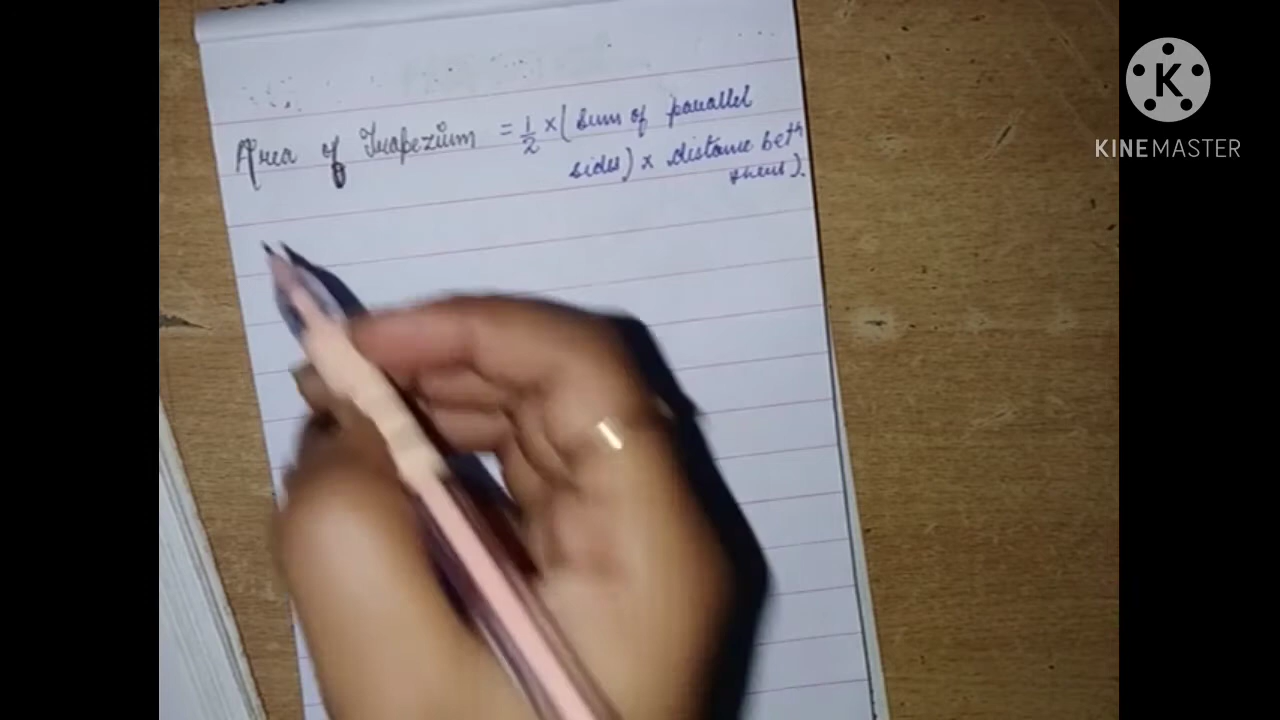 Area of Trapezium = 1/2 × ( sum of parallel
sides) × distance betn
them).
KINEMASTER